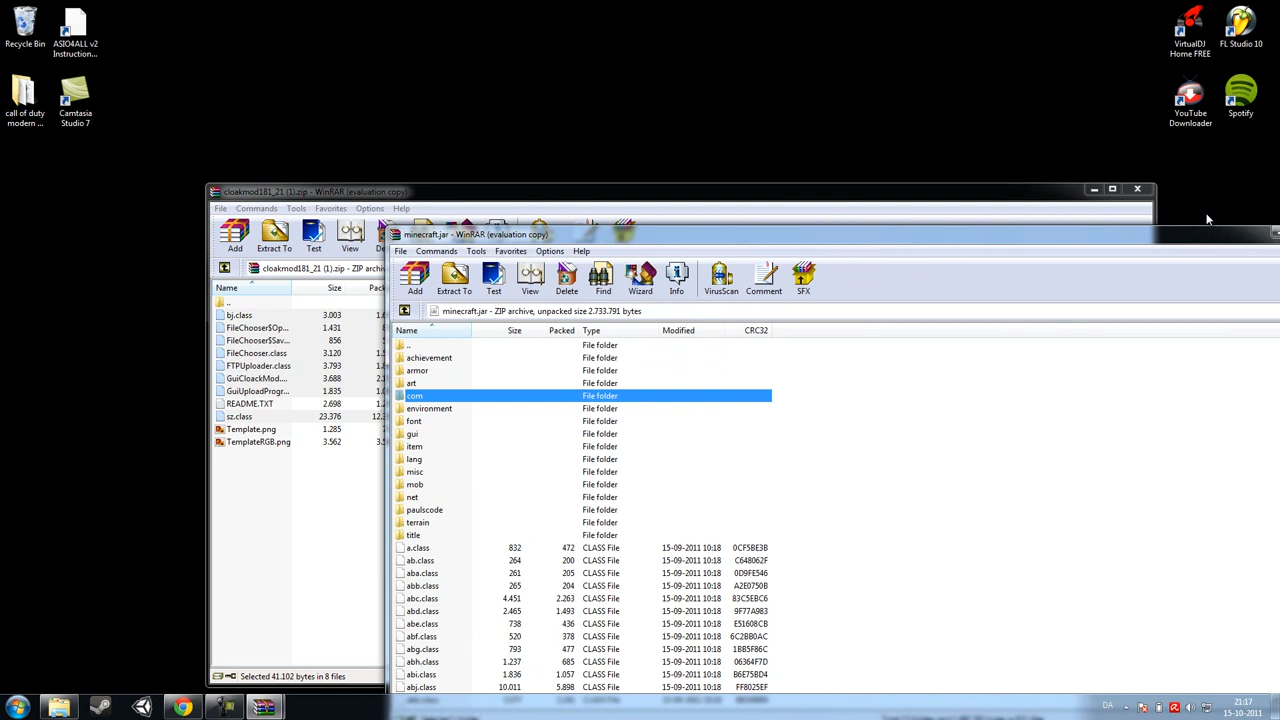 Recycle Bin
ASIO4ALL v2
Instruction...
call of duty
modern ...
Camtasia
Studio 7
VirtualDJ
Home FREE
FL Studio 10
YouTube
Downloader
Spotify
cloakmod181_21 (1).zip - WinRAR (evaluation copy)
File Commands Tools Favorites Options Help
Add Extract To Test View
cloakmod181_21 (1).zip - ZIP archiv
Name Size Pack
..
bj.class 3.003
FileChooser$Op... 1.431
FileChooser$Sav... 856
FileChooser.class 3.120
FTPUploader.class 3.793
GuiCloackMod.... 3.688
GuiUploadProgr... 1.835
README.TXT 2.698
sz.class 23.376
Template.png 1.285
TemplateRGB.png 3.562
Selected 41.102 bytes in 8 files
minecraft.jar - WinRAR (evaluation copy)
File Commands Tools Favorites Options Help
Add Extract To Test View Delete Find Wizard Info VirusScan Comment SFX
minecraft.jar - ZIP archive, unpacked size 2.733.791 bytes
Name Size Packed Type Modified CRC32
.. File folder
achievement File folder
armor File folder
art File folder
com File folder
environment File folder
font File folder
gui File folder
item File folder
lang File folder
misc File folder
mob File folder
net File folder
paulscode File folder
terrain File folder
title File folder
a.class 832 472 CLASS File 15-09-2011 10:18 0CF5BE3B
ab.class 264 200 CLASS File 15-09-2011 10:18 C648062F
aba.class 261 205 CLASS File 15-09-2011 10:18 0D9FE546
abb.class 265 204 CLASS File 15-09-2011 10:18 A2E0750B
abc.class 4.451 2.263 CLASS File 15-09-2011 10:18 83C5EBC6
abd.class 2.465 1.493 CLASS File 15-09-2011 10:18 9F77A983
abe.class 738 436 CLASS File 15-09-2011 10:18 E51608CB
abf.class 520 378 CLASS File 15-09-2011 10:18 6C2BB0AC
abg.class 793 477 CLASS File 15-09-2011 10:18 1BB5F86C
abh.class 1.237 685 CLASS File 15-09-2011 10:18 06364F7D
abi.class 1.836 1.057 CLASS File 15-09-2011 10:18 B6E75BD4
abj.class 10.011 5.898 CLASS File 15-09-2011 10:18 FF8025EF
DA
21:17
15-10-2011